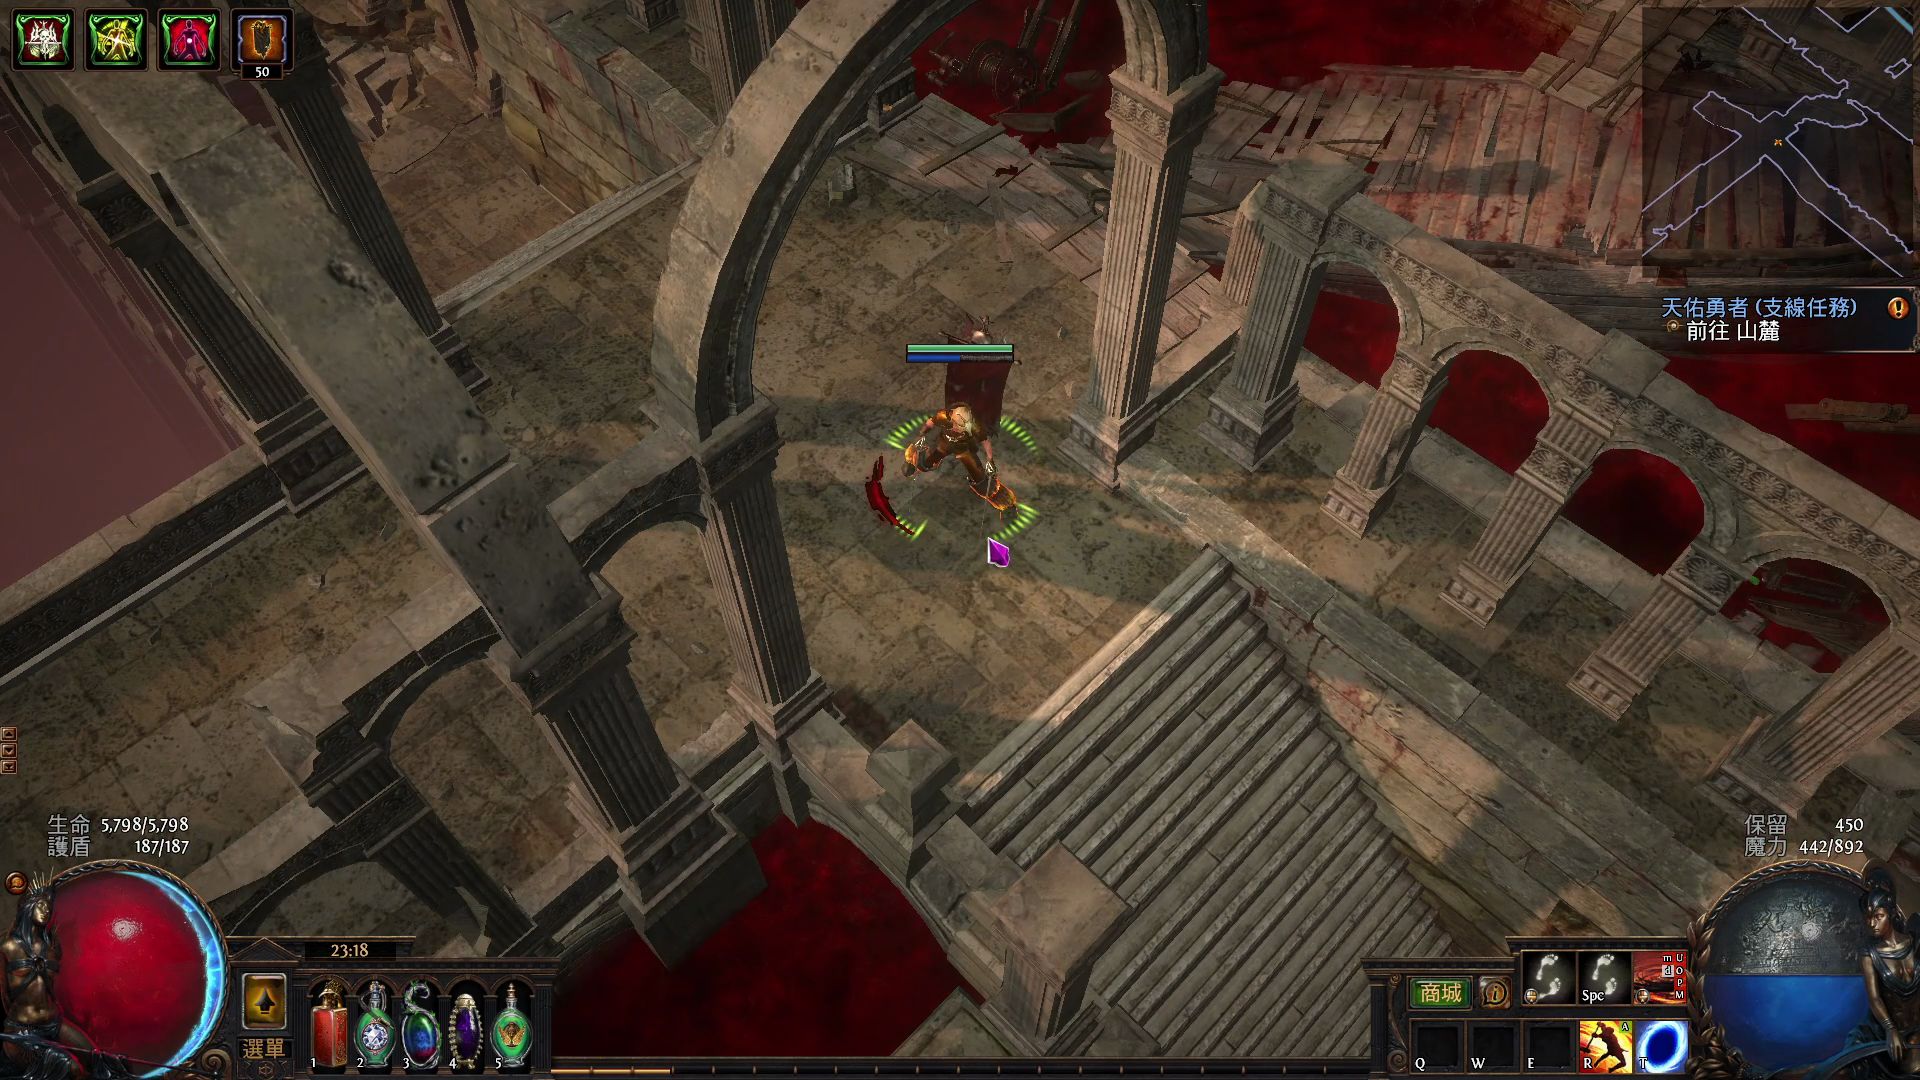 50
天佑勇者 (支線任務)
前往 山麓
生命 5,798/5,798
護盾 187/187
保留 450
魔力 442/892
23:18
選單
1 2 3 4 5
商城
Spc
m U
d O
P
M
Q W E R A T